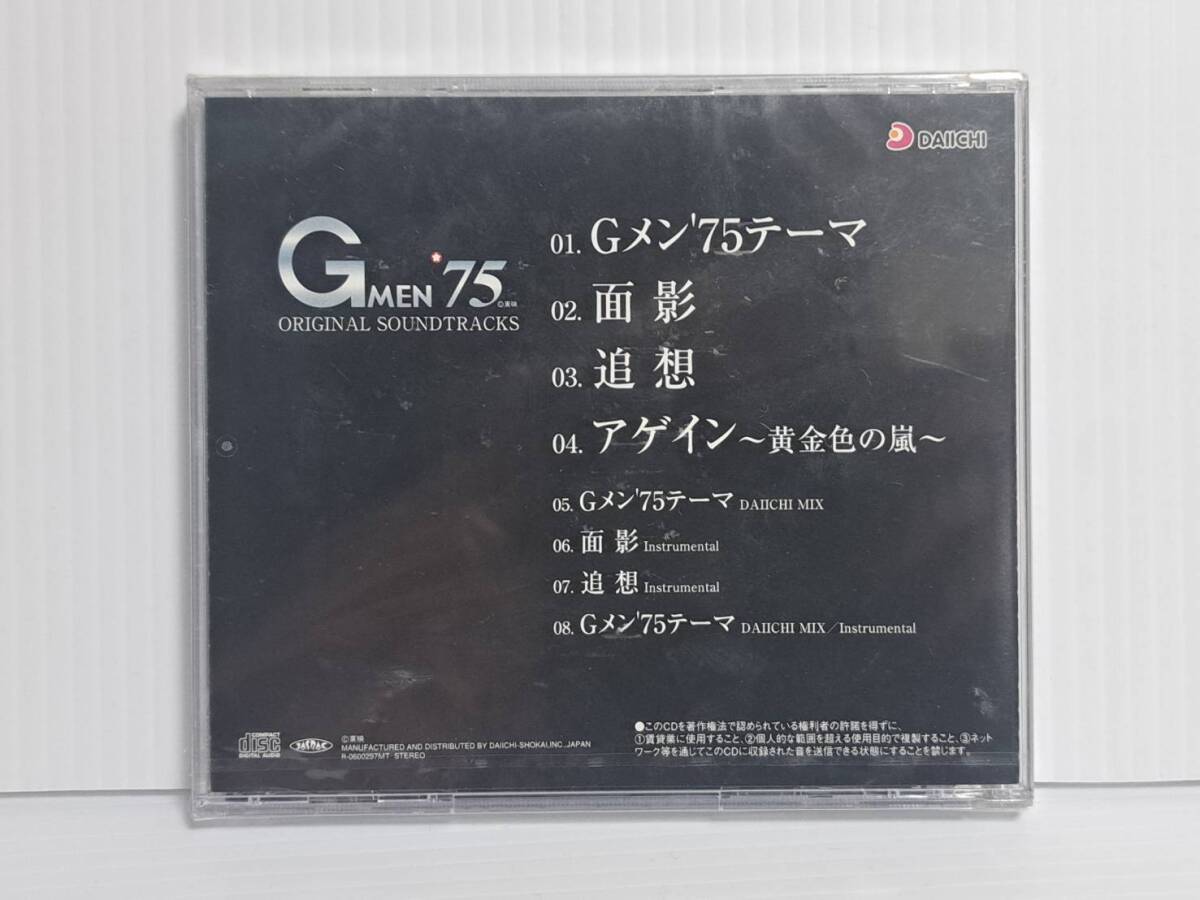 DAIICHI
GMEN '75
©東映
ORIGINAL SOUNDTRACKS
01. Gメン'75テーマ
02. 面影
03. 追想
04. アゲイン～黄金色の嵐～
05. Gメン'75テーマ DAIICHI MIX
06. 面影 Instrumental
07. 追想 Instrumental
08. Gメン'75テーマ DAIICHI MIX／Instrumental
COMPACT
disc
DIGITAL AUDIO
JASRAC
©東映
MANUFACTURED AND DISTRIBUTED BY DAIICHI-SHOKAI,INC.,JAPAN
R-0600297MT STEREO
●このCDを著作権法で認められている権利者の許諾を得ずに、
①賃貸業に使用すること、②個人的な範囲を超える使用目的で複製すること、③ネット
ワーク等を通じてこのCDに収録された音を送信できる状態にすることを禁じます。